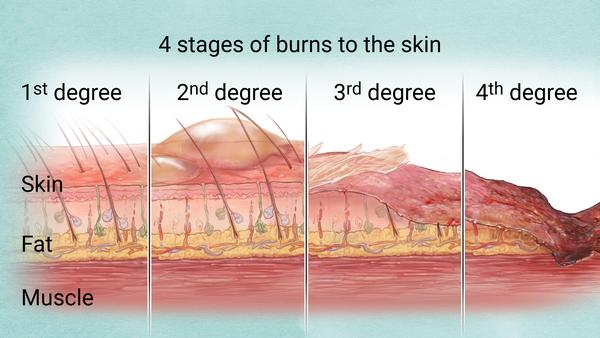 4 stages of burns to the skin
1st degree
2nd degree
3rd degree
4th degree
Skin
Fat
Muscle